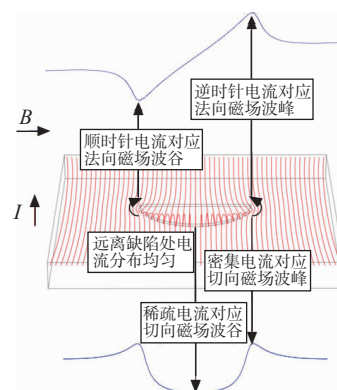 逆时针电流对应
法向磁场波峰
B
顺时针电流对应
法向磁场波谷
I
远离缺陷处电
流分布均匀
密集电流对应
切向磁场波峰
稀疏电流对应
切向磁场波谷